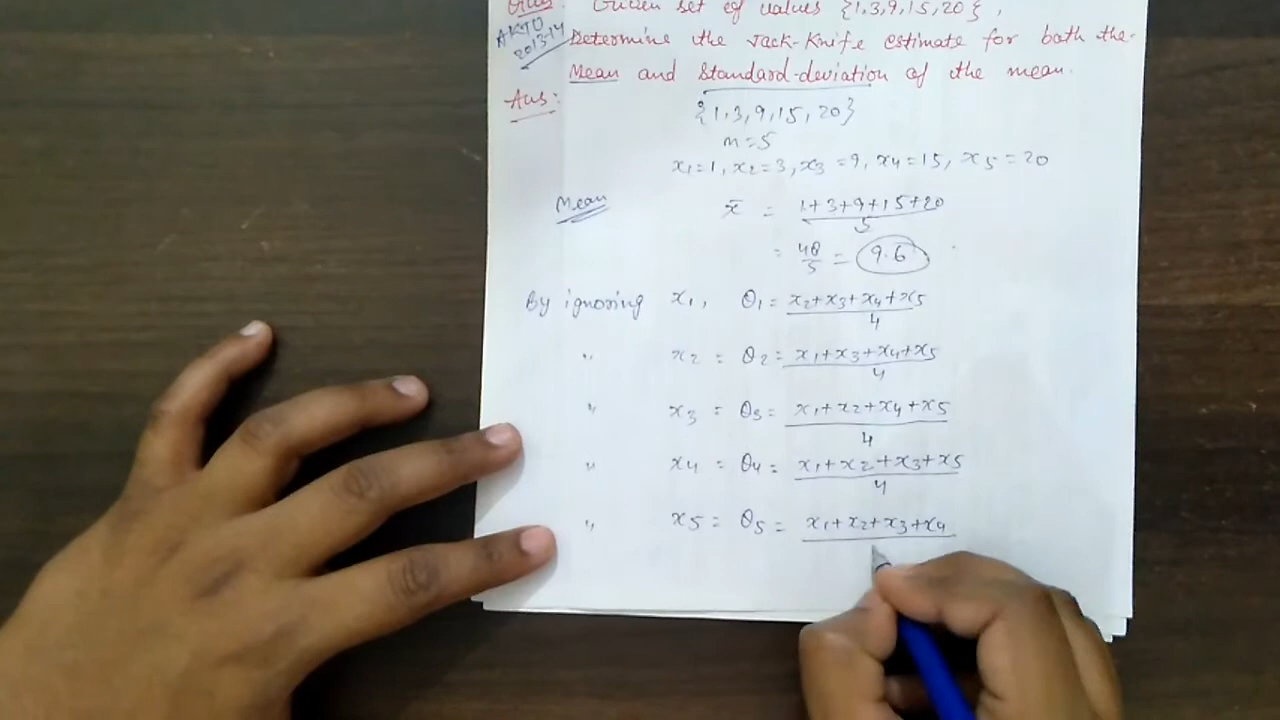 Ques: Given set of values {1,3,9,15,20},
AKTU 2013-14
Determine the Jack-Knife estimate for both the
Mean and Standard-deviation of the mean.
Ans:
{1,3,9,15,20}
n=5
x1=1, x2=3, x3=9, x4=15, x5=20
Mean x̄ = 1+3+9+15+20
5
= 48/5 = 9.6
By ignoring x1, θ1 = x2+x3+x4+x5
4
" x2 = θ2 = x1+x3+x4+x5
4
" x3 = θ3 = x1+x2+x4+x5
4
" x4 = θ4 = x1+x2+x3+x5
4
" x5 = θ5 = x1+x2+x3+x4